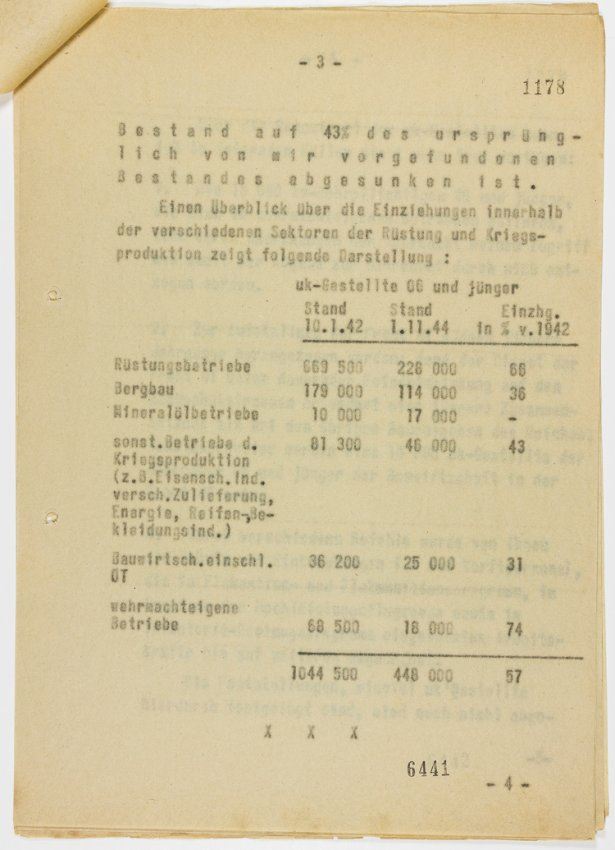 - 3 -
1178
Bestand auf 43% des ursprüng-
lich von mir vorgefundenen
Bestandes abgesunken ist.
Einen Überblick über die Einziehungen innerhalb
der verschiedenen Sektoren der Rüstung und Kriegs-
produktion zeigt folgende Darstellung :
uk-Gestellte 06 und jünger
Stand Stand Einzhg.
10.1.42 1.11.44 in % v.1942
Rüstungsbetriebe 669 500 228 000 66
Bergbau 179 000 114 000 36
Mineralölbetriebe 10 000 17 000 -
sonst.Betriebe d. 81 300 46 000 43
Kriegsproduktion
(z.B.Eisensch.Ind.
versch.Zulieferung,
Energie, Reifen-,Be-
kleidungsind.)
Bauwirtsch.einschl. 36 200 25 000 31
OT
wehrmachteigene
Betriebe 68 500 18 000 74
1044 500 448 000 57
X X X
6441
- 4 -